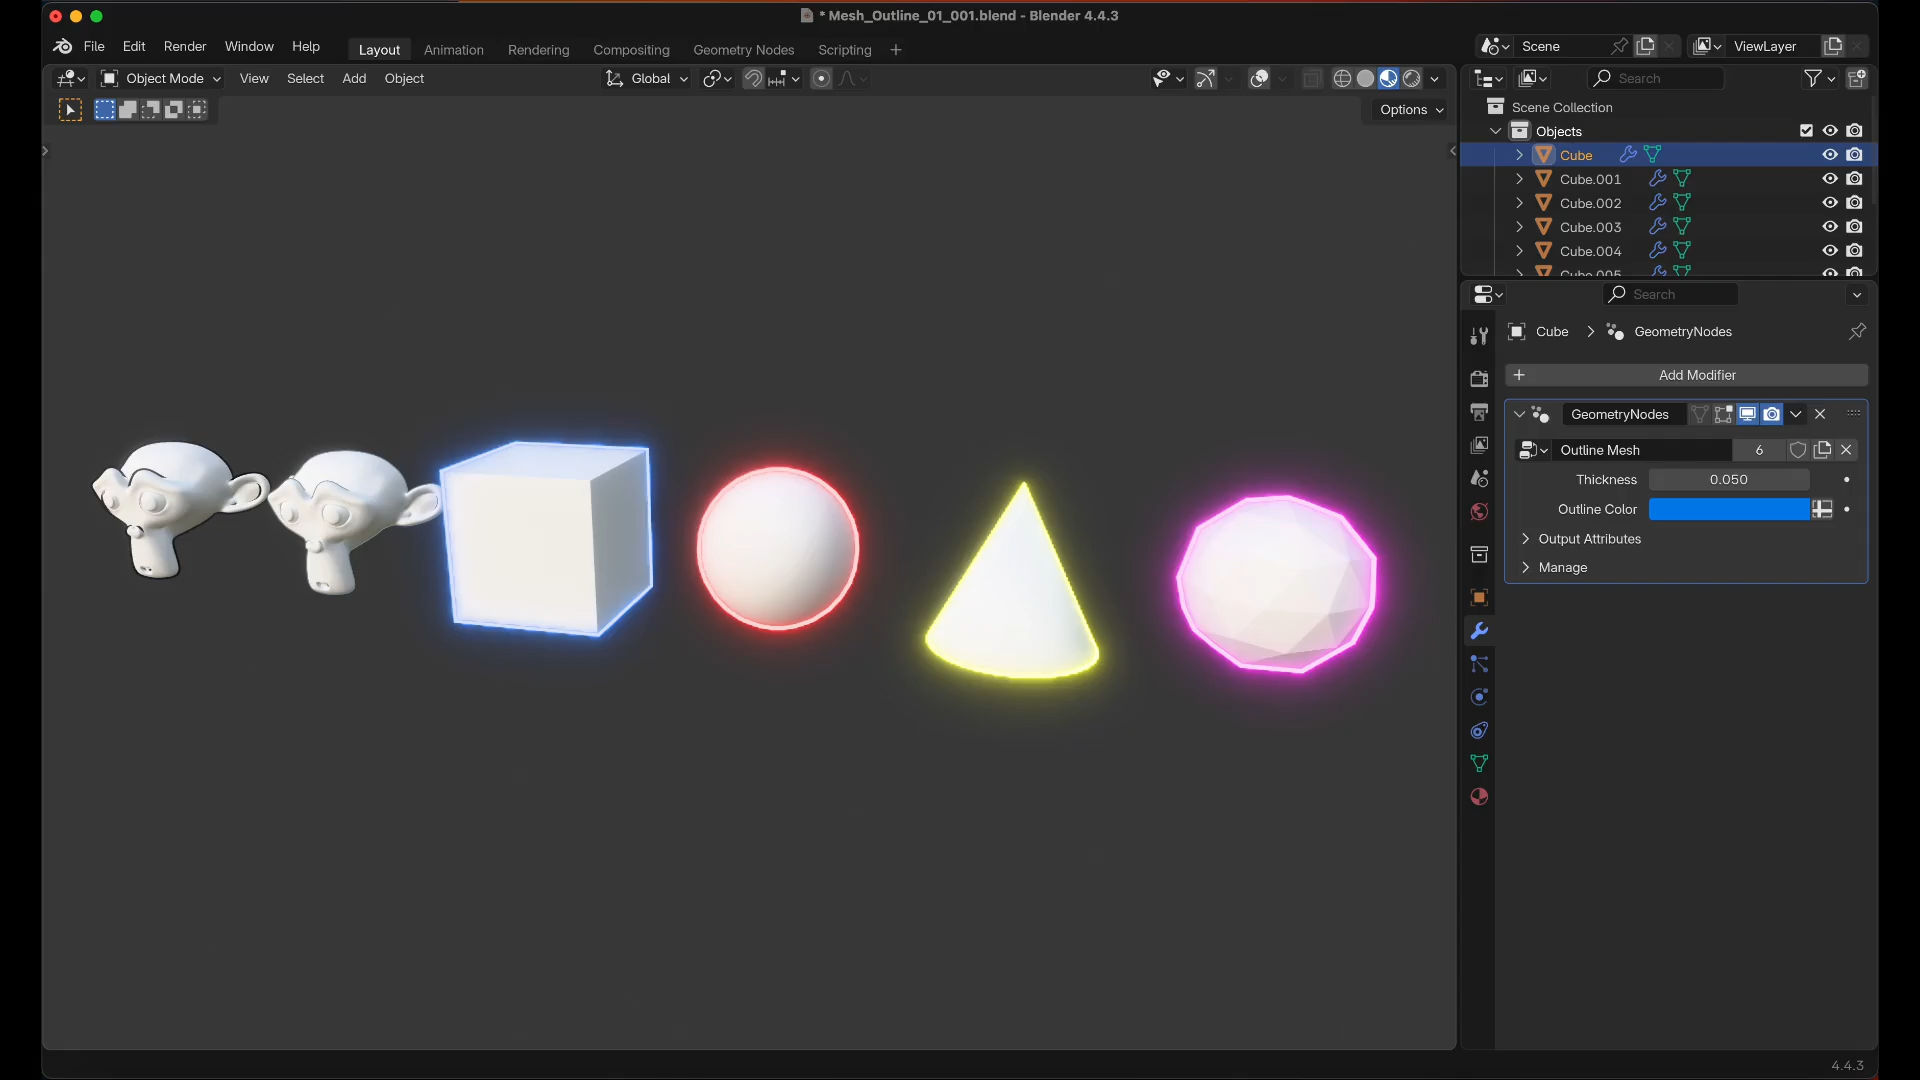 * Mesh_Outline_01_001.blend - Blender 4.4.3
File Edit Render Window Help Layout Animation Rendering Compositing Geometry Nodes Scripting
Scene ViewLayer
Object Mode View Select Add Object Global
Search
Options
Scene Collection
Objects
Cube
Cube.001
Cube.002
Cube.003
Cube.004
Cube.005
Search
Cube GeometryNodes
Add Modifier
GeometryNodes
Outline Mesh 6
Thickness 0.050
Outline Color
Output Attributes
Manage
4.4.3